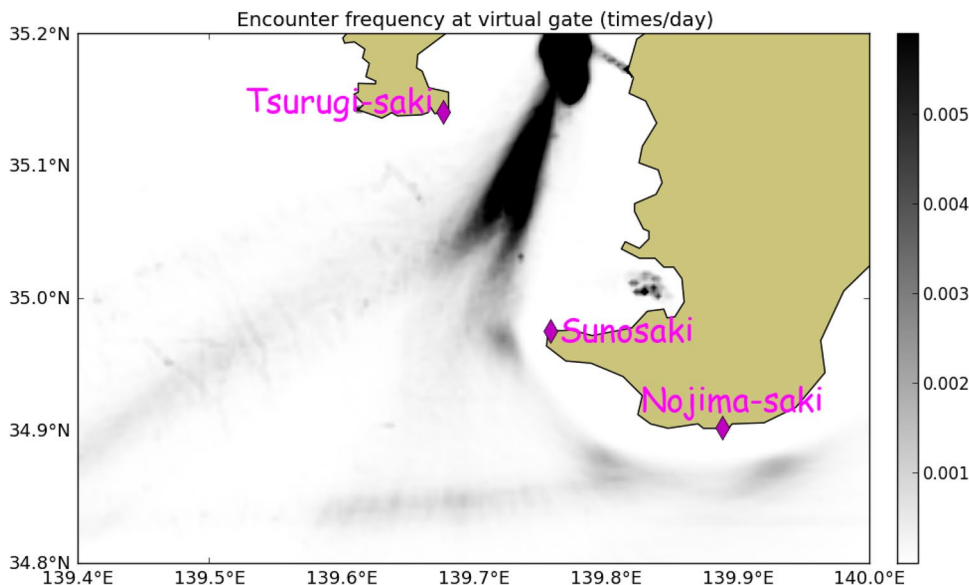 Encounter frequency at virtual gate (times/day)
35.2°N
35.1°N
35.0°N
34.9°N
34.8°N
139.4°E
139.5°E
139.6°E
139.7°E
139.8°E
139.9°E
140.0°E
Tsurugi-saki
Sunosaki
Nojima-saki
0.005
0.004
0.003
0.002
0.001